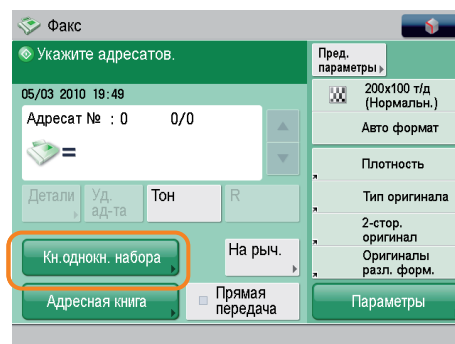 Факс
Укажите адресатов.
05/03 2010 19:49
Адресат № : 0 0/0
=
Детали
Уд.
ад-та
Тон
R
Кн.однокн. набора
На рыч.
Адресная книга
Прямая
передача
Пред.
параметры
200x100 т/д
(Нормальн.)
Авто формат
Плотность
Тип оригинала
2-стор.
оригинал
Оригиналы
разл. форм.
Параметры